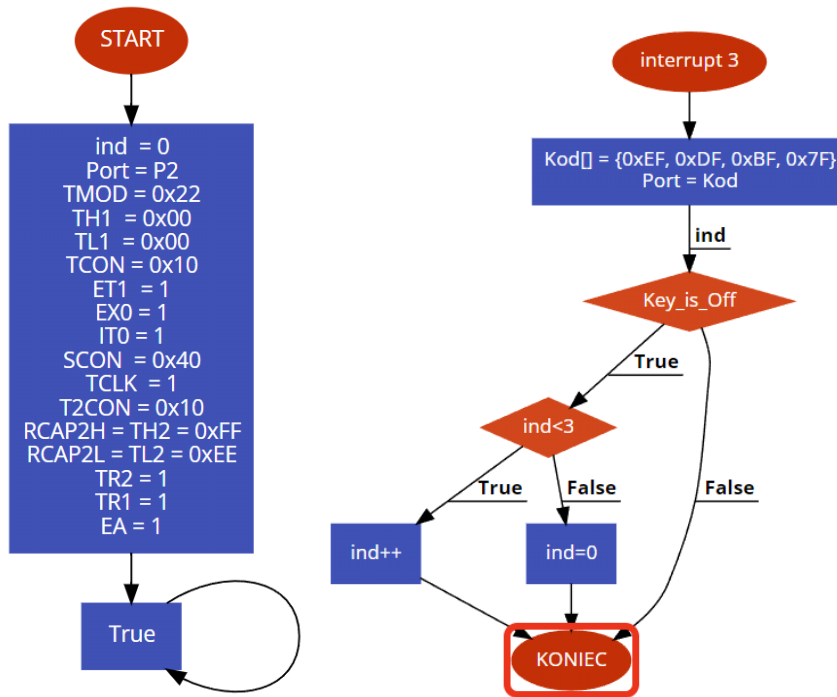 START
ind = 0
Port = P2
TMOD = 0x22
TH1 = 0x00
TL1 = 0x00
TCON = 0x10
ET1 = 1
EX0 = 1
IT0 = 1
SCON = 0x40
TCLK = 1
T2CON = 0x10
RCAP2H = TH2 = 0xFF
RCAP2L = TL2 = 0xEE
TR2 = 1
TR1 = 1
EA = 1
True
interrupt 3
Kod[] = {0xEF, 0xDF, 0xBF, 0x7F}
Port = Kod
ind
Key_is_Off
True
False
ind<3
True
False
ind++
ind=0
KONIEC